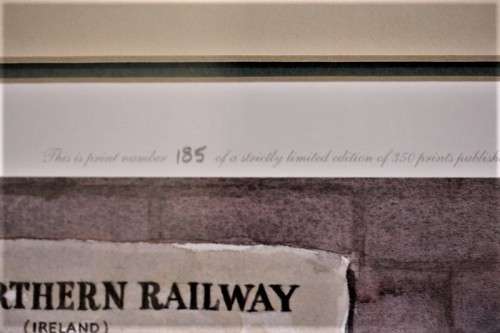 This is print number 185 of a strictly limited edition of 350 prints publish
RTHERN RAILWAY
(IRELAND)